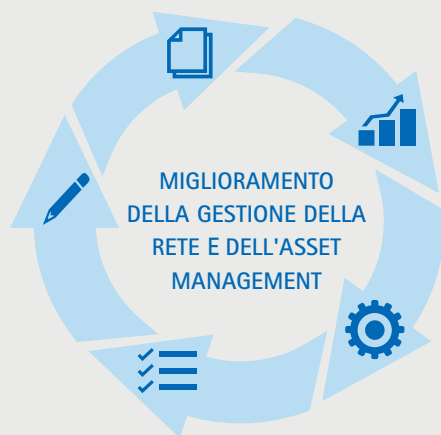 MIGLIORAMENTO
DELLA GESTIONE DELLA
RETE E DELL'ASSET
MANAGEMENT